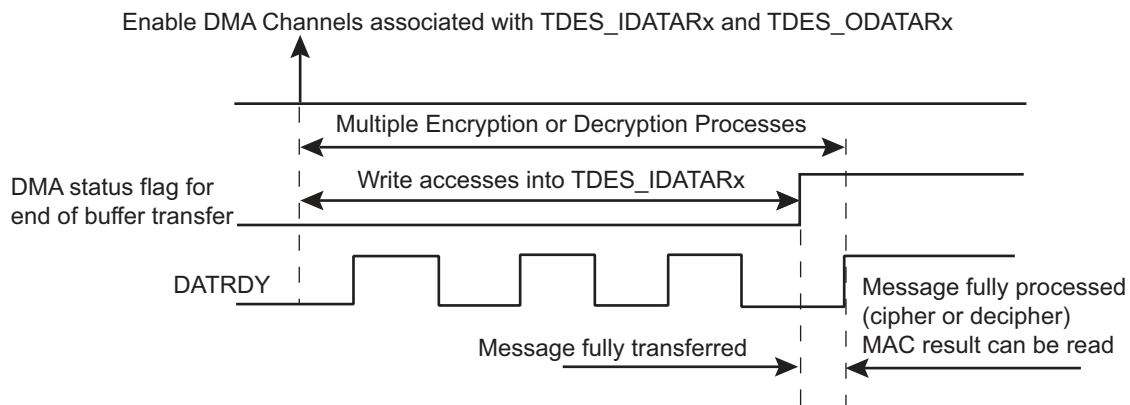 Enable DMA Channels associated with TDES_IDATARx and TDES_ODATARx
Multiple Encryption or Decryption Processes
Write accesses into TDES_IDATARx
DMA status flag for
end of buffer transfer
DATRDY
Message fully processed
(cipher or decipher)
MAC result can be read
Message fully transferred